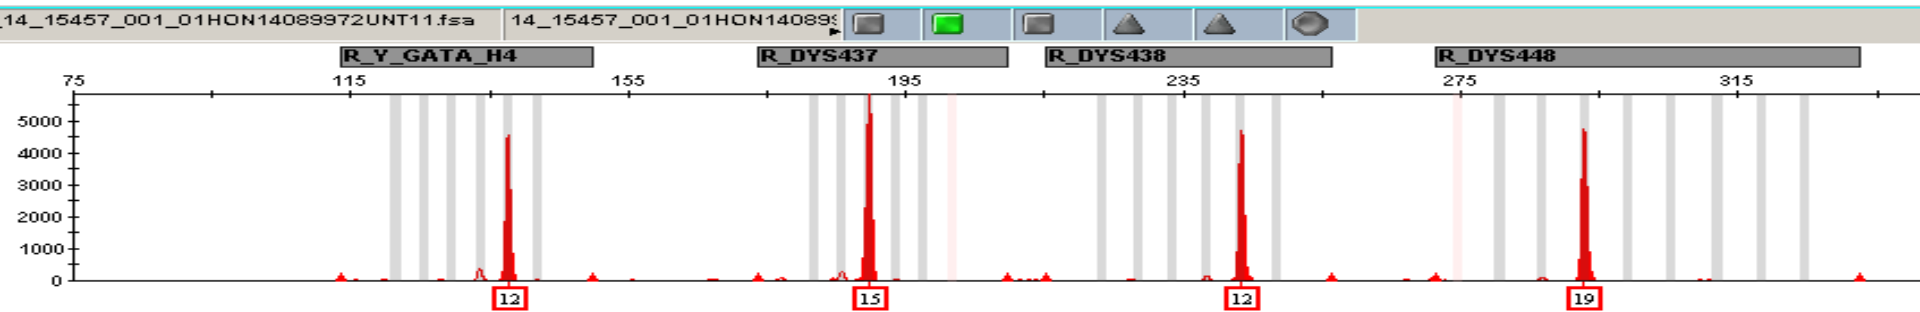 14_15457_001_01HON14089972UNT11.fsa 14_15457_001_01HON14089
R_Y_GATA_H4 R_DYS437 R_DYS438 R_DYS448
75 115 155 195 235 275 315
5000
4000
3000
2000
1000
0
12 15 12 19